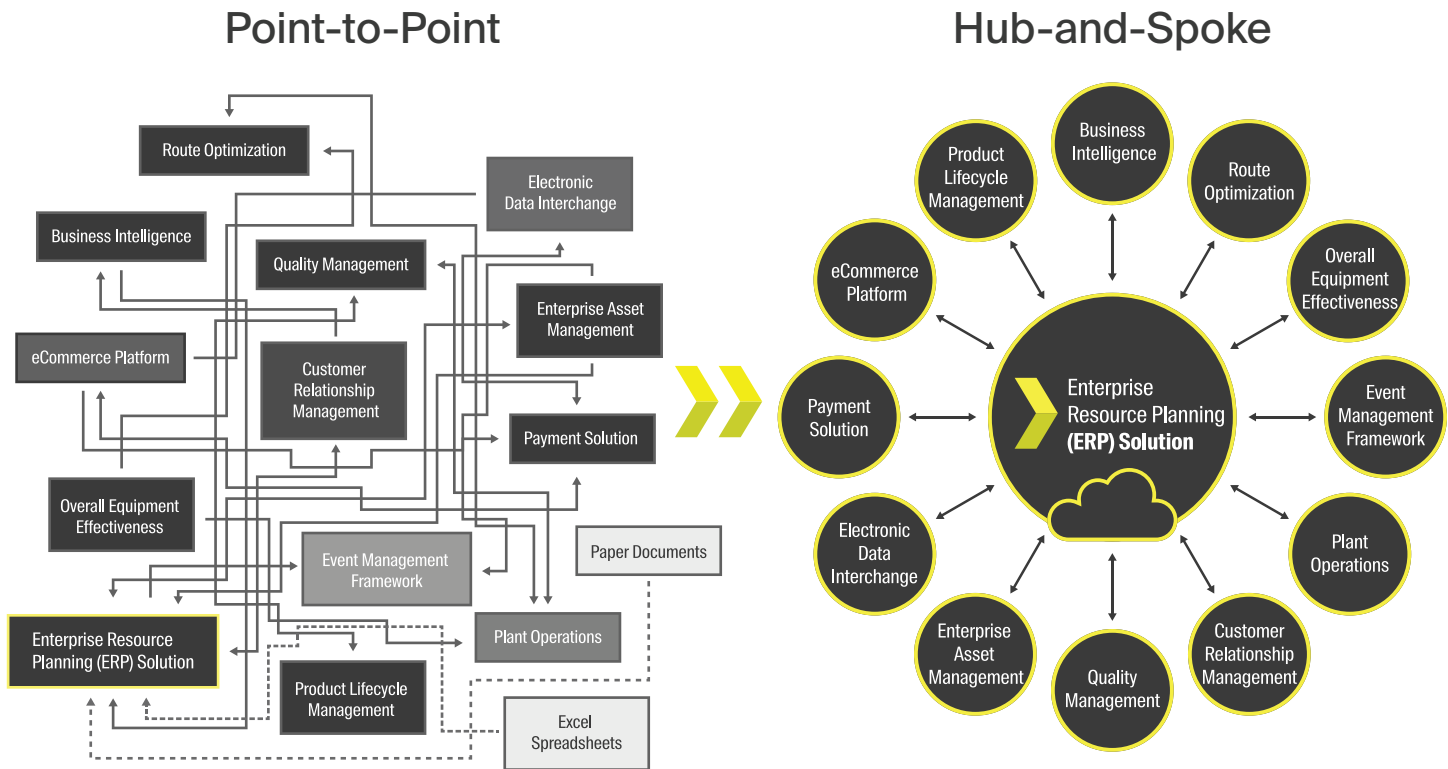 Point-to-Point
Route Optimization
Electronic
Data Interchange
Business Intelligence
Quality Management
Enterprise Asset
Management
eCommerce Platform
Customer
Relationship
Management
Payment Solution
Overall Equipment
Effectiveness
Paper Documents
Event Management
Framework
Enterprise Resource
Planning (ERP) Solution
Plant Operations
Product Lifecycle
Management
Excel
Spreadsheets
Hub-and-Spoke
Business
Intelligence
Product
Lifecycle
Management
Route
Optimization
eCommerce
Platform
Overall
Equipment
Effectiveness
Payment
Solution
Enterprise
Resource Planning
(ERP) Solution
Event
Management
Framework
Electronic
Data
Interchange
Plant
Operations
Enterprise
Asset
Management
Quality
Management
Customer
Relationship
Management